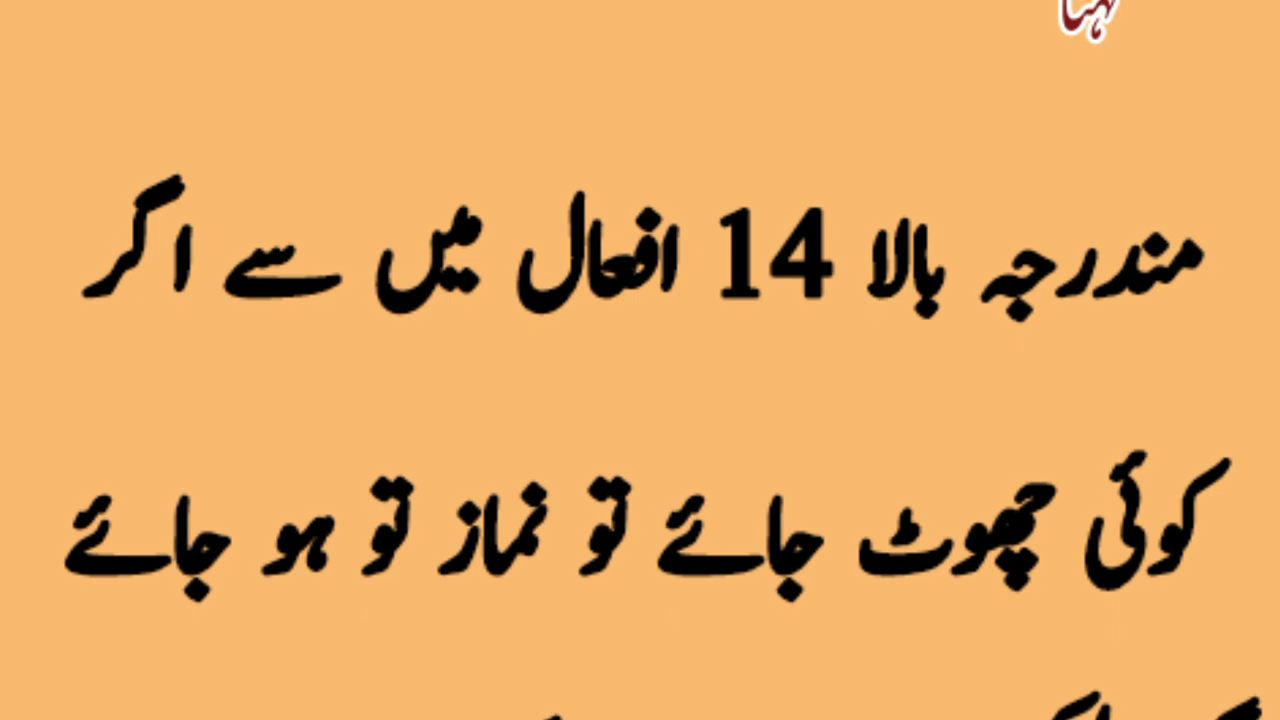 مندرجہ بالا 14 افعال میں سے اگر
کوئی چھوٹ جائے تو نماز تو ہو جائے